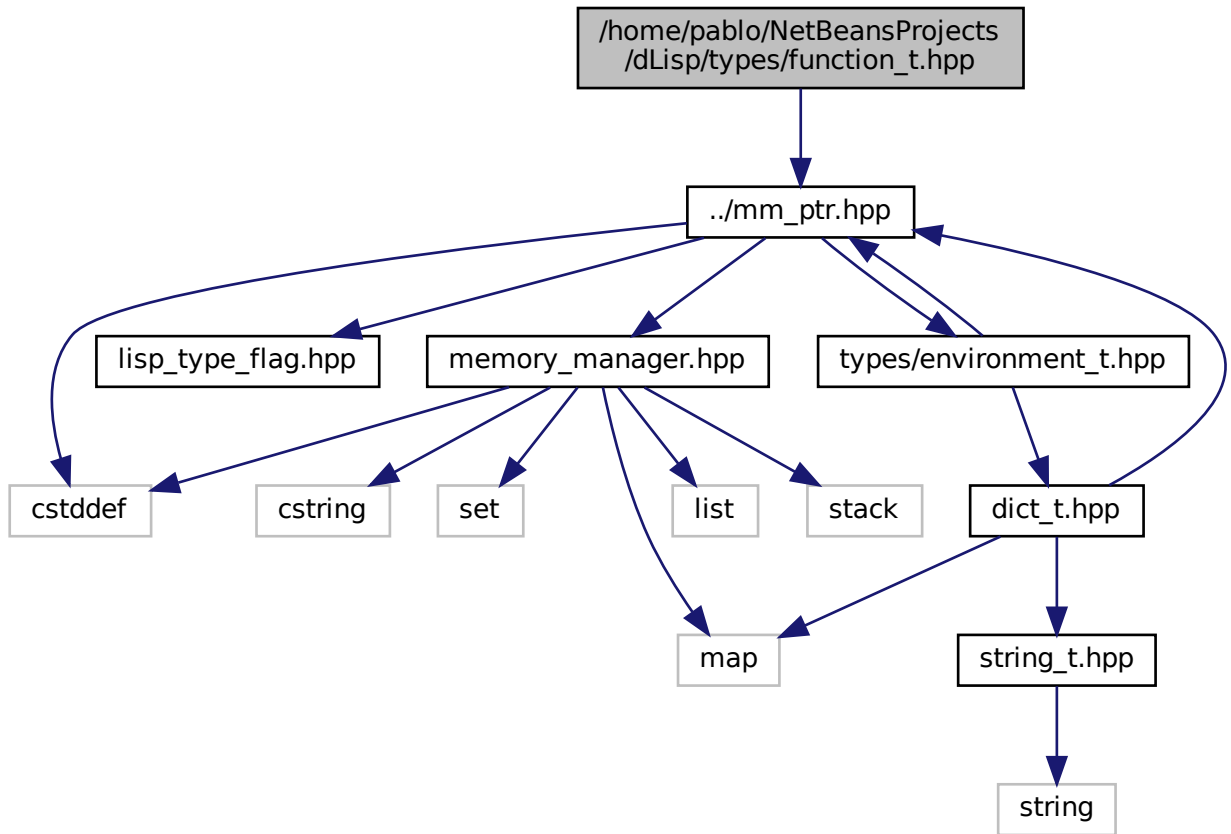 /home/pablo/NetBeansProjects
/dLisp/types/function_t.hpp
../mm_ptr.hpp
lisp_type_flag.hpp
memory_manager.hpp
types/environment_t.hpp
cstddef
cstring
set
list
stack
dict_t.hpp
map
string_t.hpp
string